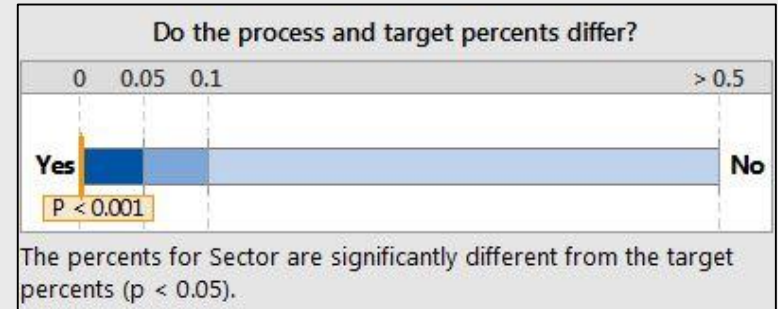 Do the process and target percents differ?
0 0.05 0.1 > 0.5
Yes No
P < 0.001
The percents for Sector are significantly different from the target
percents (p < 0.05).